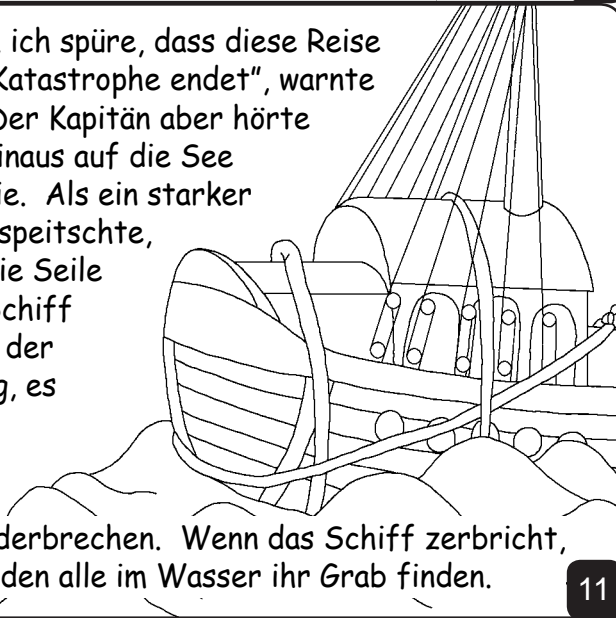 ich spüre, dass diese Reise
Katastrophe endet", warnte
Der Kapitän aber hörte
inaus auf die See
ie. Als ein starker
speitschte,
ie Seile
chiff
der
g, es
derbrechen. Wenn das Schiff zerbricht,
den alle im Wasser ihr Grab finden.
11